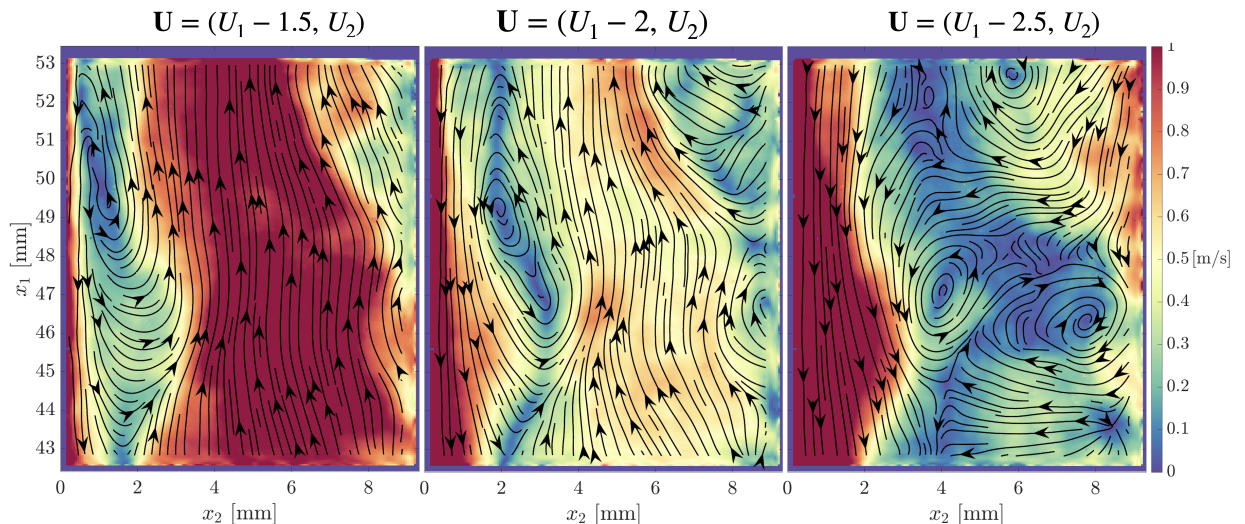 U = (U₁ − 1.5, U₂)
U = (U₁ − 2, U₂)
U = (U₁ − 2.5, U₂)
53
52
51
50
49
48
47
46
45
44
43
x₁ [mm]
0 2 4 6 8
0 2 4 6 8
0 2 4 6 8
x₂ [mm]
x₂ [mm]
x₂ [mm]
1
0.9
0.8
0.7
0.6
0.5 [m/s]
0.4
0.3
0.2
0.1
0